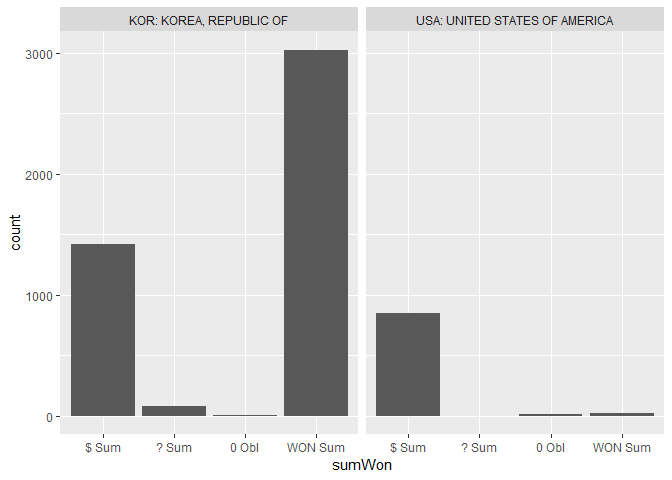 KOR: KOREA, REPUBLIC OF
USA: UNITED STATES OF AMERICA
3000
2000
1000
0
count
$ Sum
? Sum
0 Obl
WON Sum
$ Sum
? Sum
0 Obl
WON Sum
sumWon